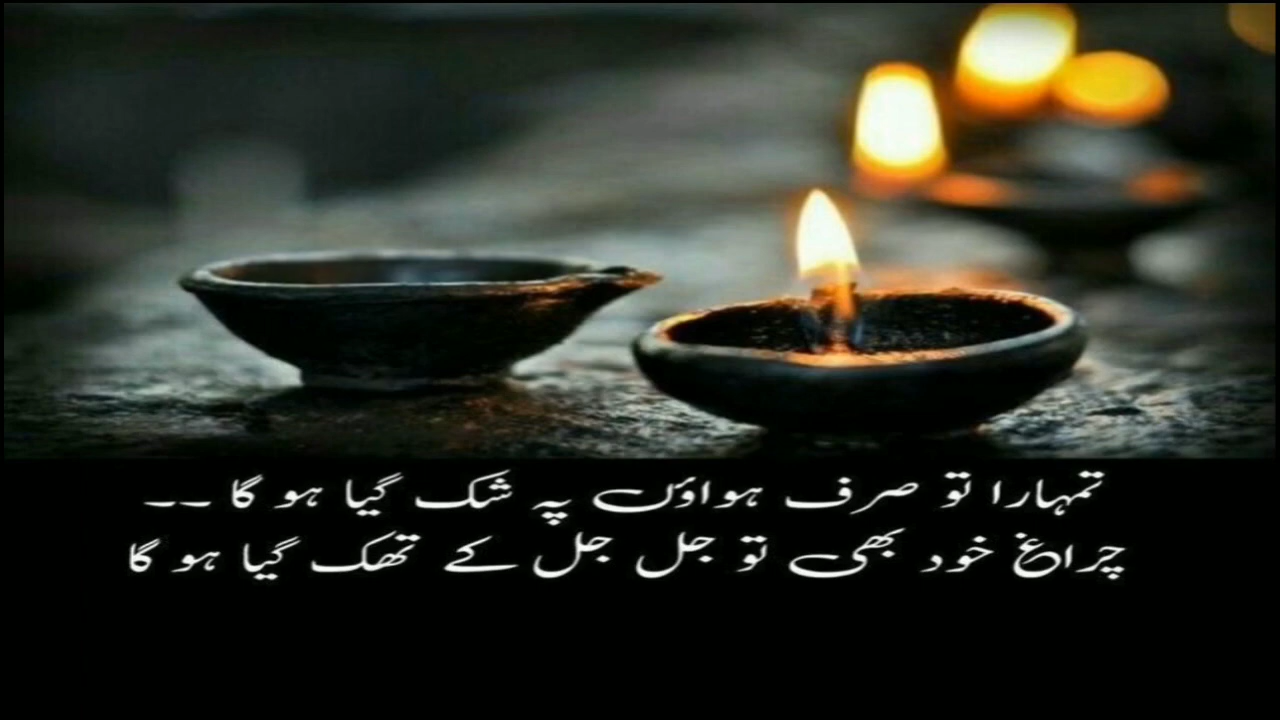 تمہارا تو صرف ہواؤں پہ شک گیا ہو گا ۔۔
چراغ خود بھی تو جل جل کے تھک گیا ہو گا